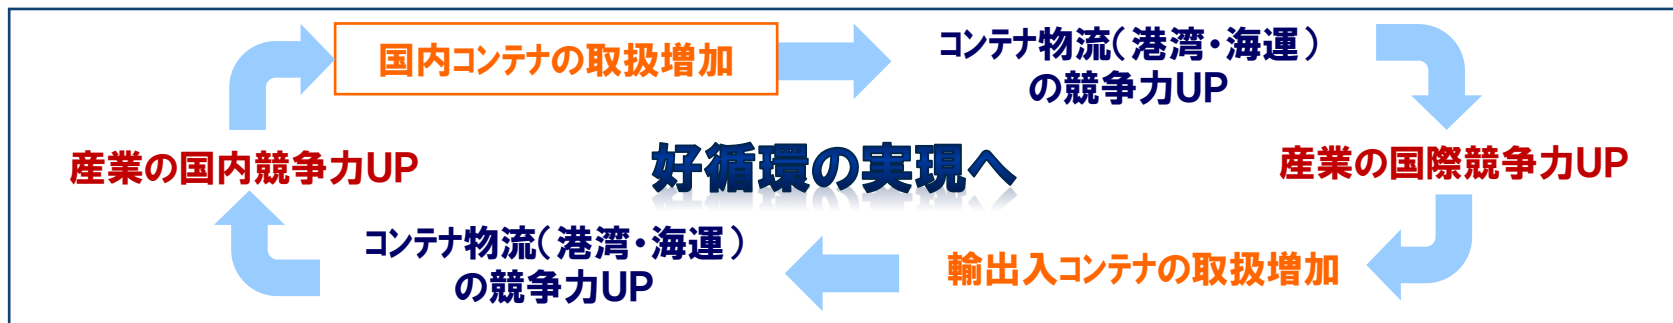 国内コンテナの取扱増加
コンテナ物流(港湾・海運)
の競争力UP
産業の国内競争力UP
好循環の実現へ
産業の国際競争力UP
コンテナ物流(港湾・海運)
の競争力UP
輸出入コンテナの取扱増加